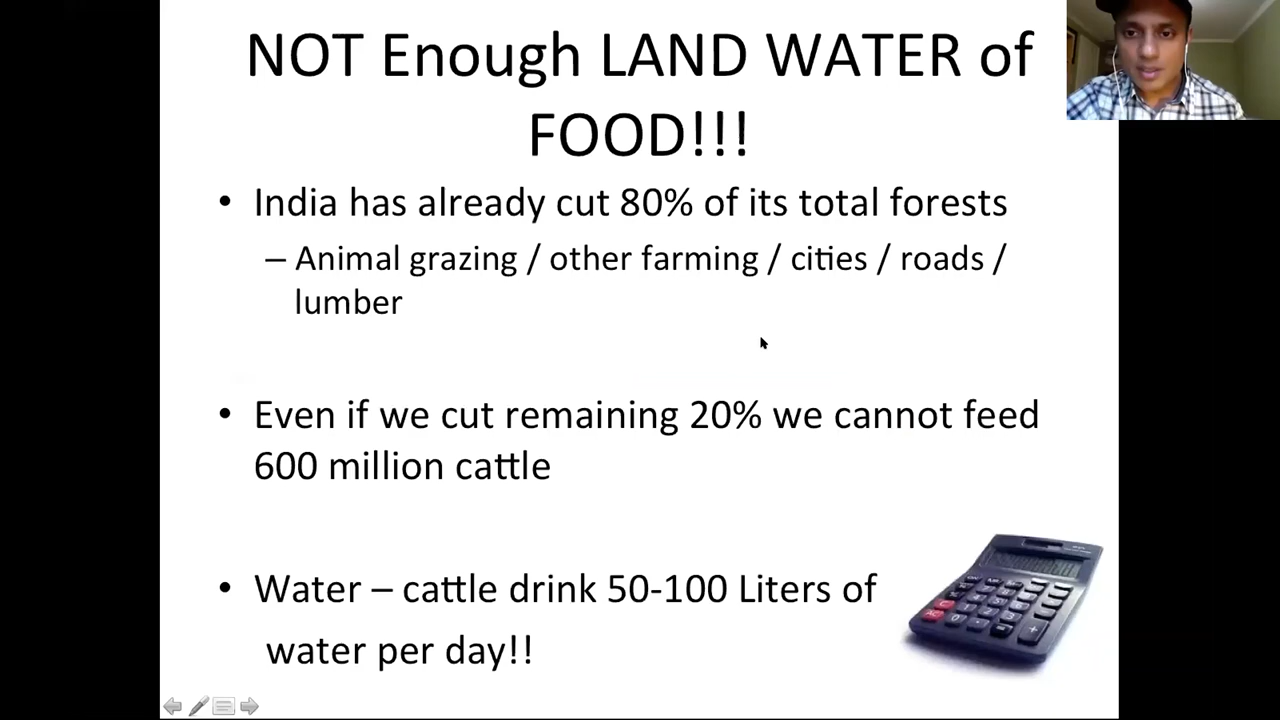 NOT Enough LAND WATER of
FOOD!!!
• India has already cut 80% of its total forests
– Animal grazing / other farming / cities / roads /
lumber
• Even if we cut remaining 20% we cannot feed
600 million cattle
• Water – cattle drink 50-100 Liters of
water per day!!